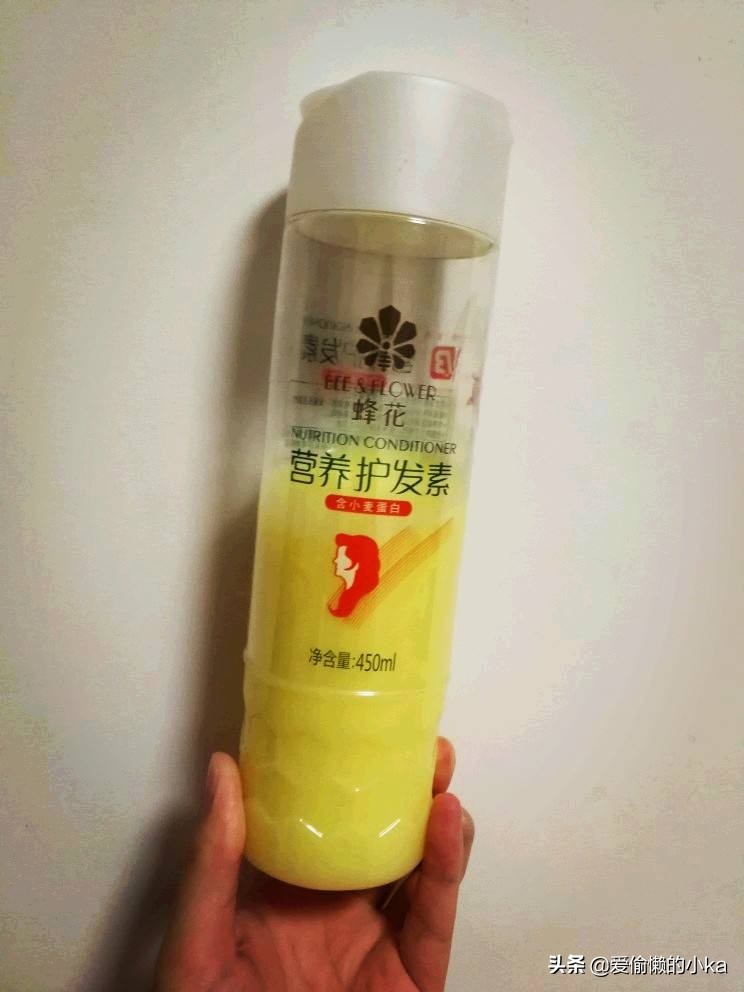 BEE & FLOWER
蜂花
NUTRITION CONDITIONER
营养护发素
含小麦蛋白
净含量:450ml
头条 @爱偷懒的小ka